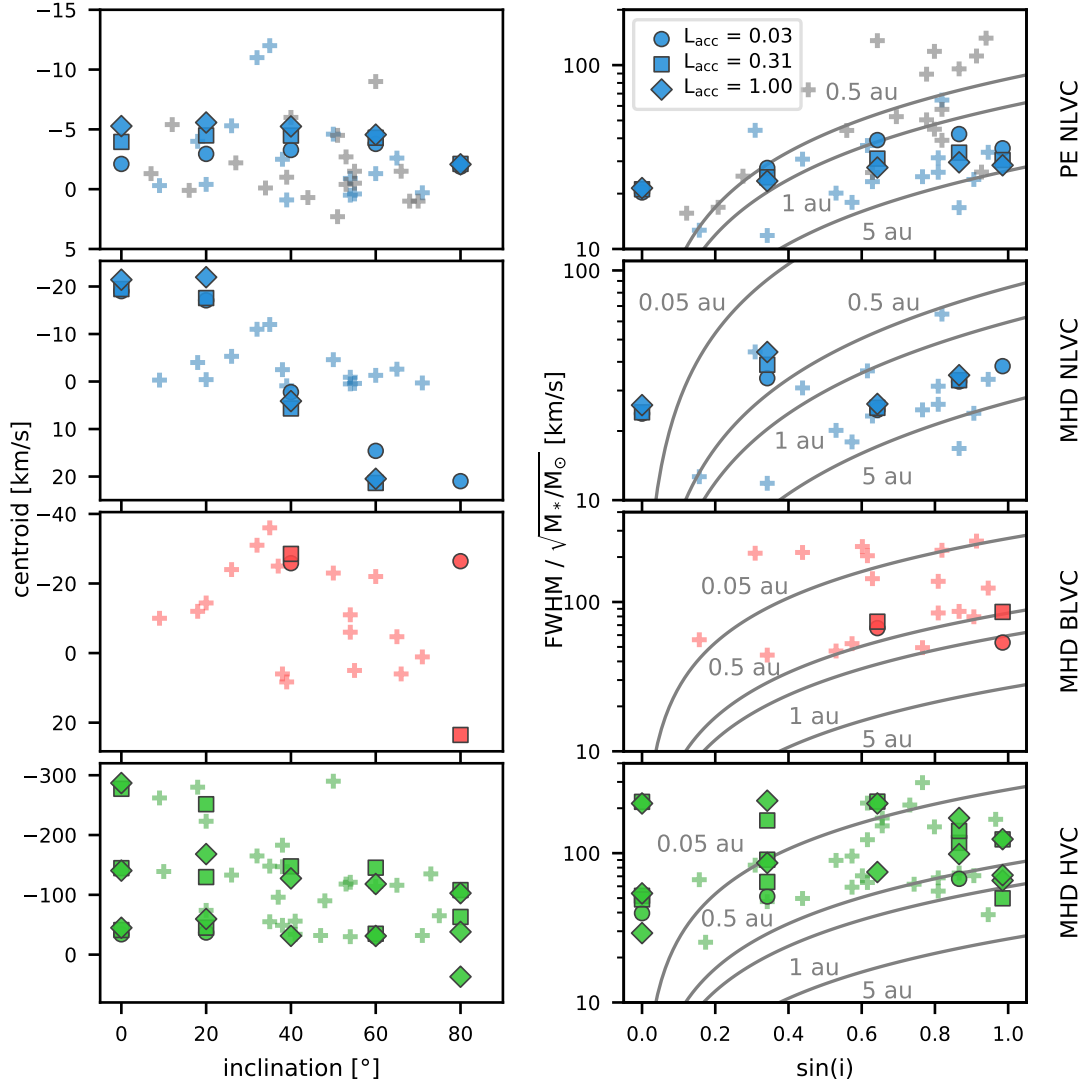 −15
−10
−5
0
5
100
10
L_acc = 0.03
L_acc = 0.31
L_acc = 1.00
0.5 au
1 au
5 au
PE NLVC
−20
−10
0
10
20
100
10
0.05 au
0.5 au
1 au
5 au
MHD NLVC
centroid [km/s]
FWHM / √M_*/M_⊙ [km/s]
−40
−20
0
20
100
10
0.05 au
0.5 au
1 au
5 au
MHD BLVC
−300
−200
−100
0
100
10
0.05 au
0.5 au
1 au
5 au
MHD HVC
0 20 40 60 80
0.0 0.2 0.4 0.6 0.8 1.0
inclination [°]
sin(i)